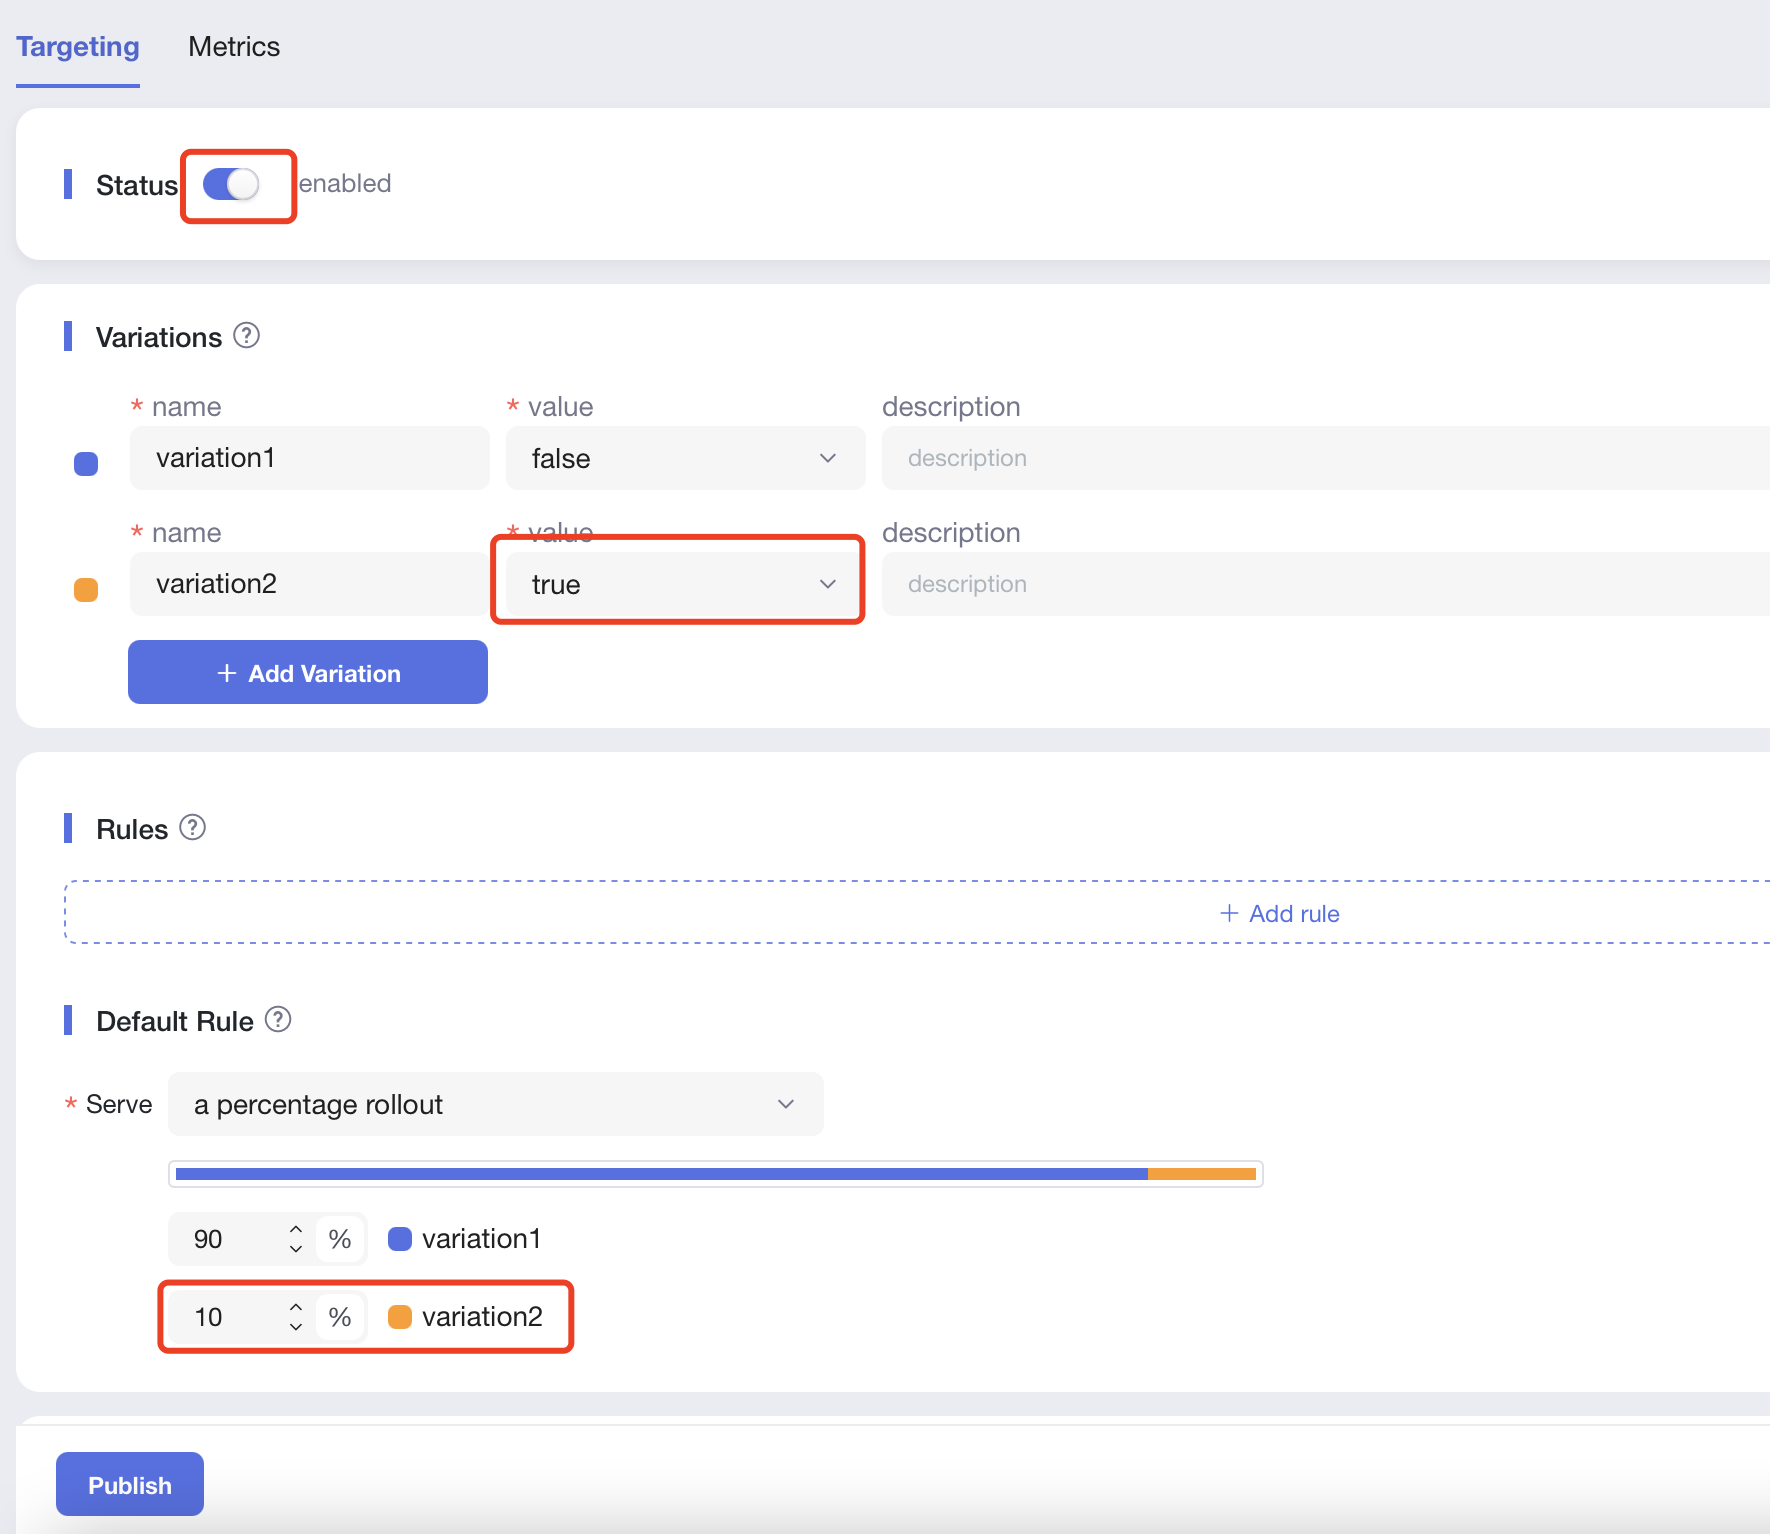 Targeting Metrics
Status enabled
Variations ?
* name * value description
variation1 false description
* name * value description
variation2 true description
+ Add Variation
Rules ?
+ Add rule
Default Rule ?
* Serve a percentage rollout
90 % variation1
10 % variation2
Publish